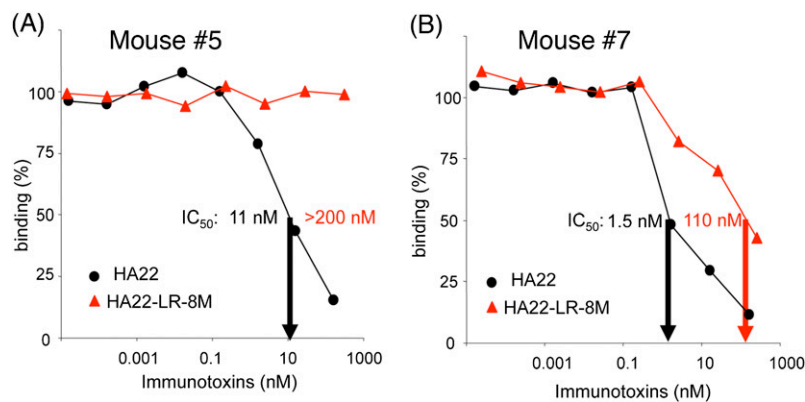 (A) Mouse #5
binding (%)
100
75
50
25
0
IC50: 11 nM >200 nM
HA22
HA22-LR-8M
0.001 0.1 10 1000
Immunotoxins (nM)
(B) Mouse #7
binding (%)
100
75
50
25
0
IC50: 1.5 nM 110 nM
HA22
HA22-LR-8M
0.001 0.1 10 1000
Immunotoxins (nM)